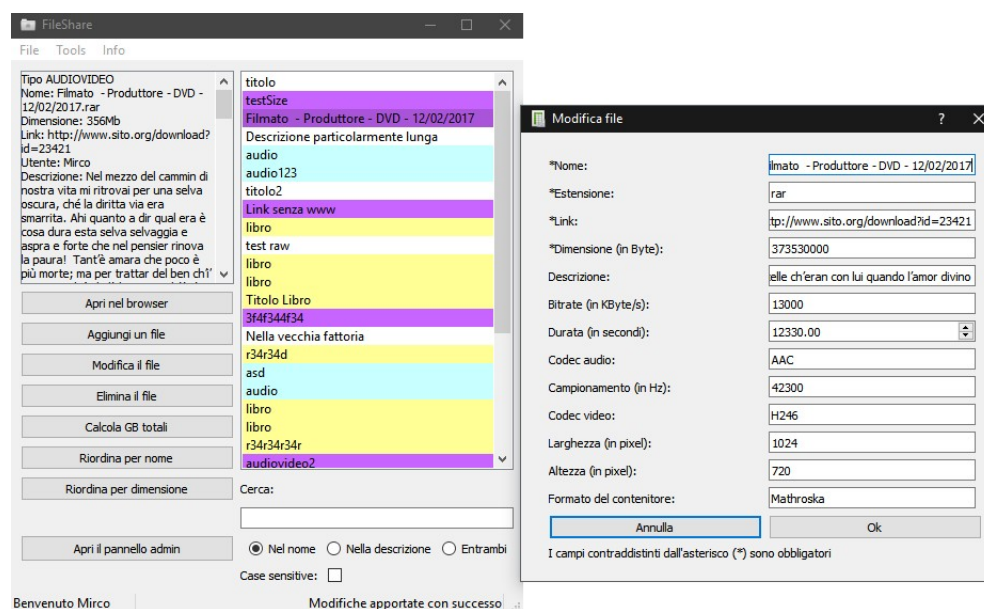 FileShare
File Tools Info
Tipo AUDIOVIDEO
Nome: Filmato - Produttore - DVD -
12/02/2017.rar
Dimensione: 356Mb
Link: http://www.sito.org/download?
id=23421
Utente: Mirco
Descrizione: Nel mezzo del cammin di
nostra vita mi ritrovai per una selva
oscura, ché la diritta via era
smarrita. Ahi quanto a dir qual era è
cosa dura esta selva selvaggia e
aspra e forte che nel pensier rinova
la paura! Tant'è amara che poco è
più morte; ma per trattar del ben ch'i'
Apri nel browser
Aggiungi un file
Modifica il file
Elimina il file
Calcola GB totali
Riordina per nome
Riordina per dimensione
Apri il pannello admin
titolo
testSize
Filmato - Produttore - DVD - 12/02/2017
Descrizione particolarmente lunga
audio
audio123
titolo2
Link senza www
libro
test raw
libro
libro
Titolo Libro
3f4f344f34
Nella vecchia fattoria
r34r34d
asd
audio
libro
libro
r34r34r34r
audiovideo2
Cerca:
Nel nome Nella descrizione Entrambi
Case sensitive:
Benvenuto Mirco Modifiche apportate con successo
Modifica file ?
*Nome: ilmato - Produttore - DVD - 12/02/2017
*Estensione: rar
*Link: tp://www.sito.org/download?id=23421
*Dimensione (in Byte): 373530000
Descrizione: elle ch'eran con lui quando l'amor divino
Bitrate (in KByte/s): 13000
Durata (in secondi): 12330.00
Codec audio: AAC
Campionamento (in Hz): 42300
Codec video: H246
Larghezza (in pixel): 1024
Altezza (in pixel): 720
Formato del contenitore: Mathroska
Annulla Ok
I campi contraddistinti dall'asterisco (*) sono obbligatori